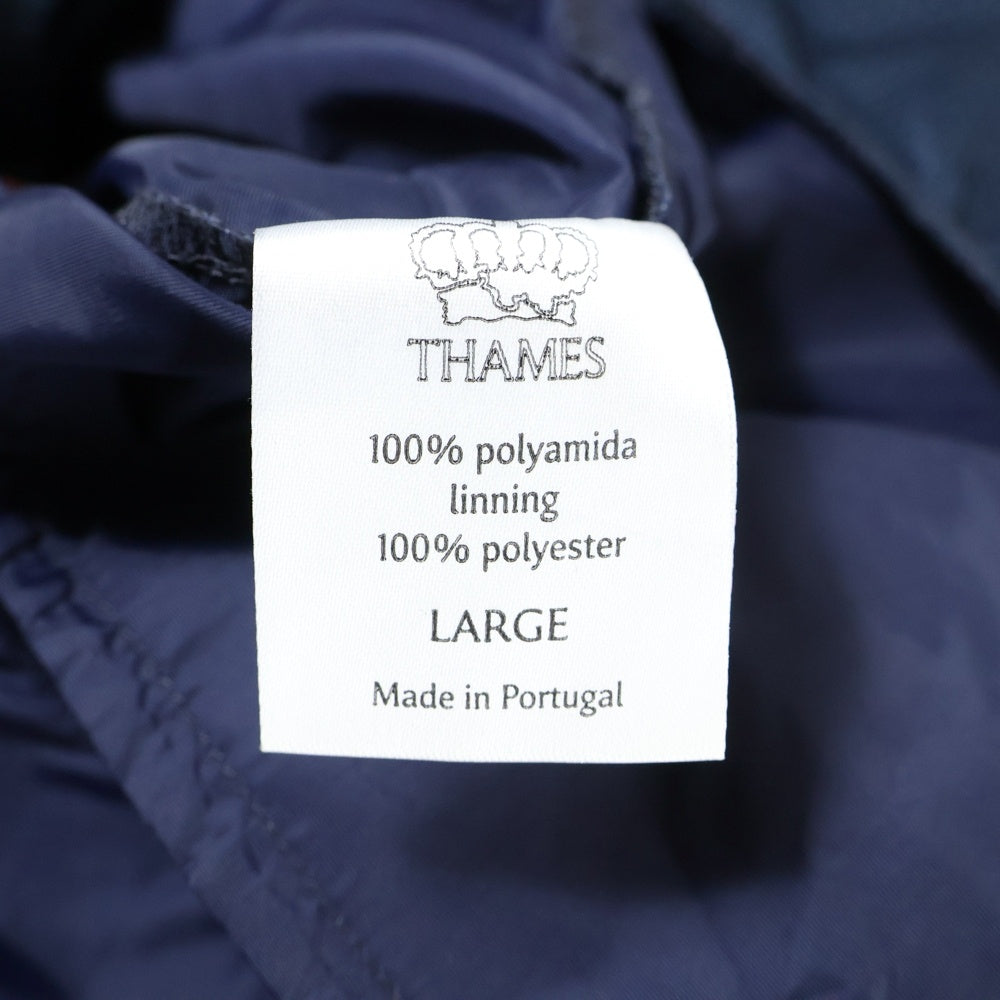 THAMES
100% polyamida
linning
100% polyester
LARGE
Made in Portugal